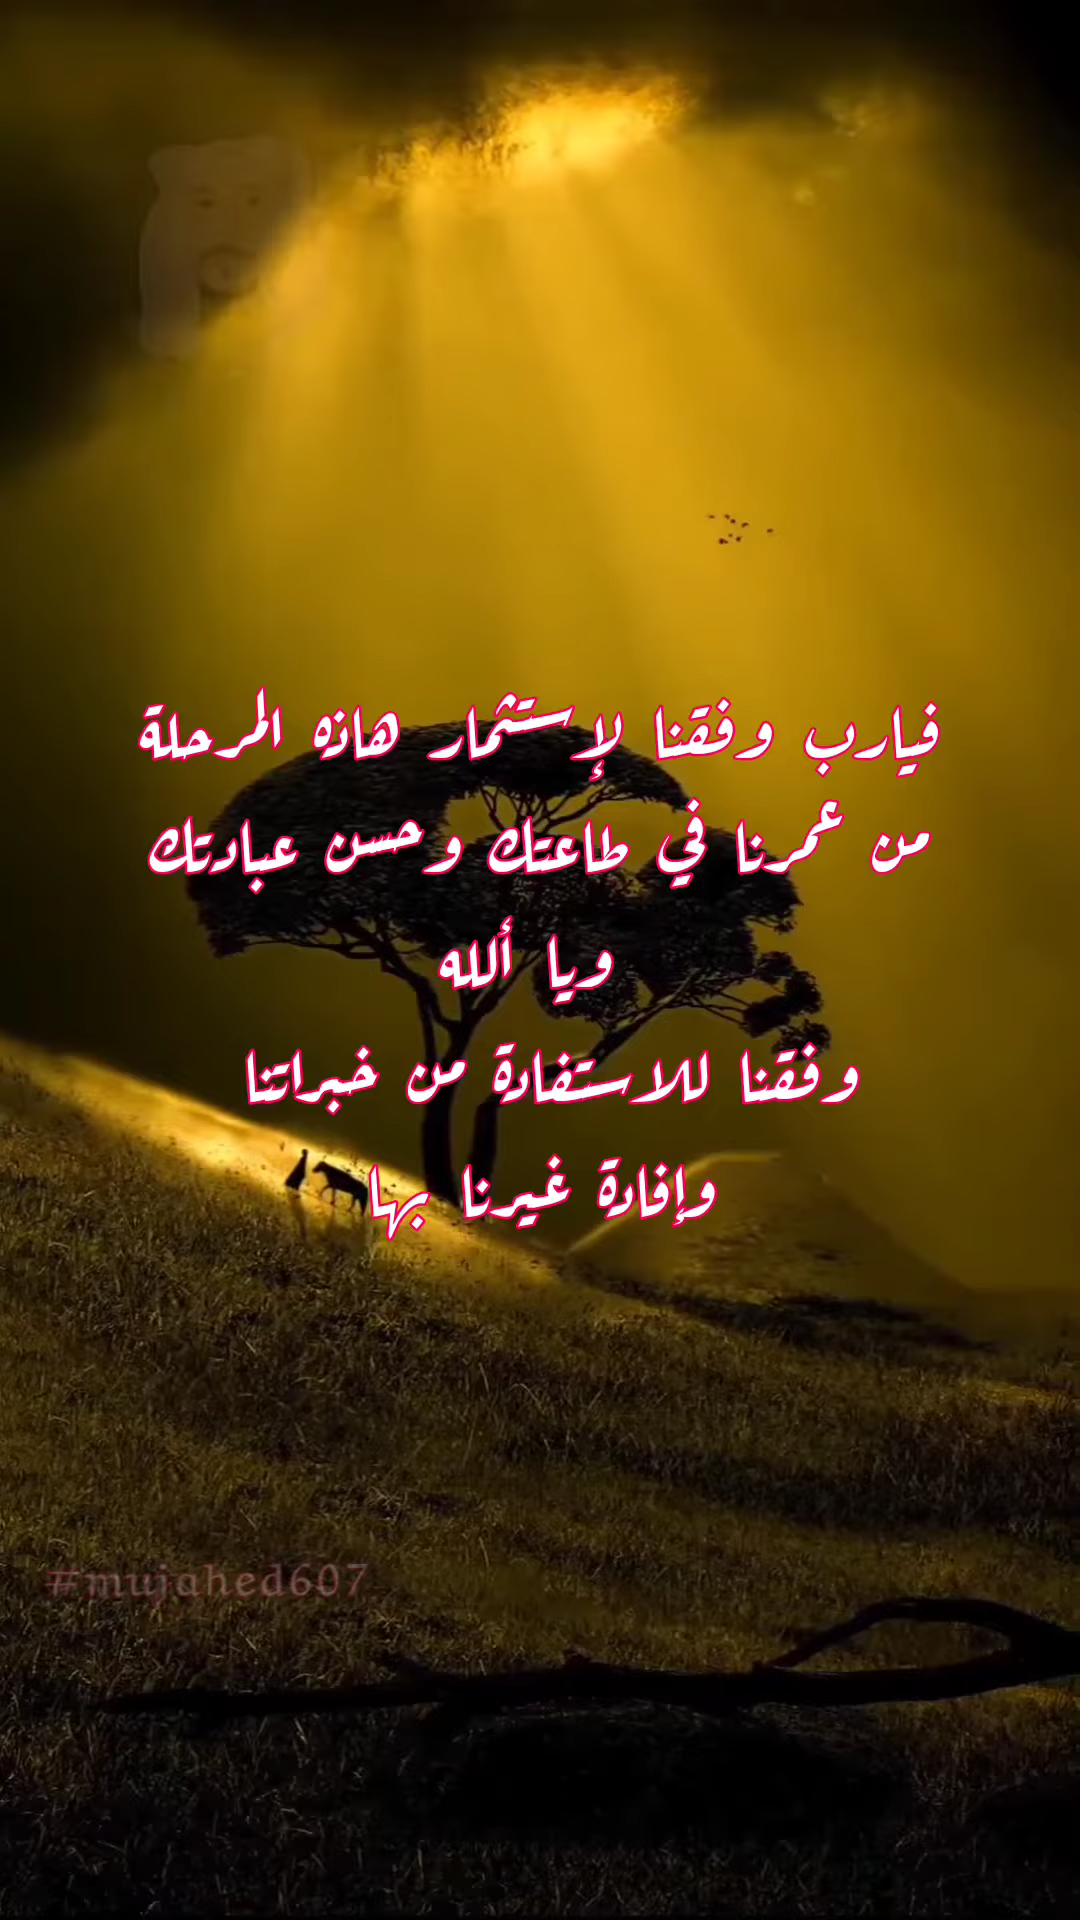 فيارب وفقنا لإستثمار هاذه المرحلة
من عمرنا في طاعتك وحسن عبادتك
ويا ألله
وفقنا للاستفادة من خبراتنا
وإفادة غيرنا بها
#mujahed607